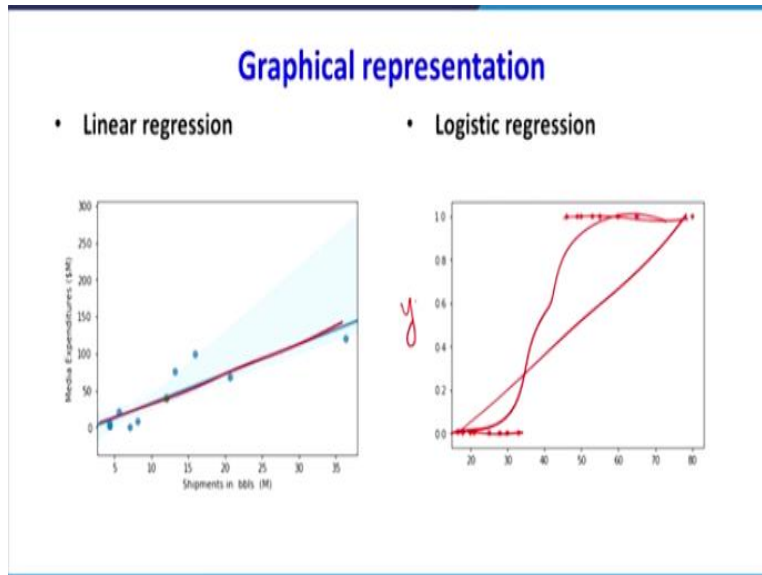 Graphical representation
• Linear regression
• Logistic regression
300
250
200
150
100
50
0
Media Expenditures ($M)
5 10 15 20 25 30 35
Shipments in bbls (M)
1.0
0.8
0.6
0.4
0.2
0.0
y
20 30 40 50 60 70 80